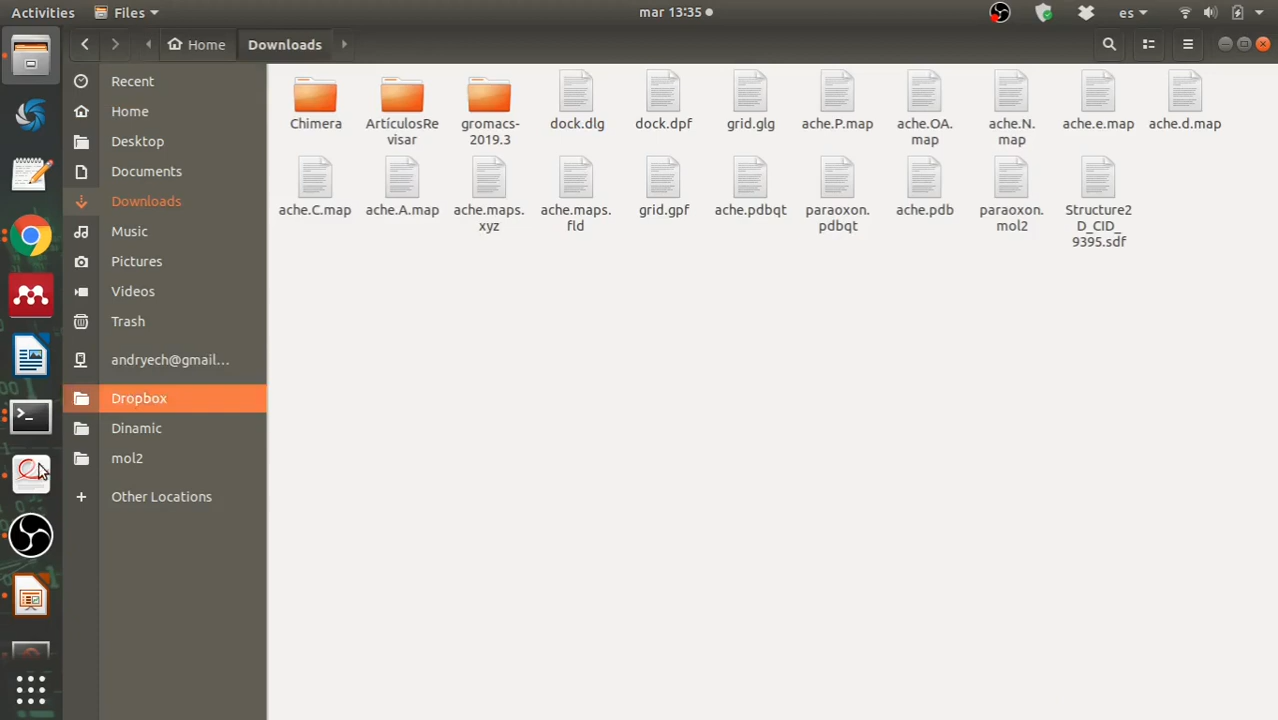 Activities
Files
mar 13:35
es
Home
Downloads
Recent
Home
Desktop
Documents
Downloads
Music
Pictures
Videos
Trash
andryech@gmail…
Dropbox
Dinamic
mol2
Other Locations
Chimera
ArtículosRe
visar
gromacs-
2019.3
dock.dlg
dock.dpf
grid.glg
ache.P.map
ache.OA.
map
ache.N.
map
ache.e.map
ache.d.map
ache.C.map
ache.A.map
ache.maps.
xyz
ache.maps.
fld
grid.gpf
ache.pdbqt
paraoxon.
pdbqt
ache.pdb
paraoxon.
mol2
Structure2
D_CID_
9395.sdf